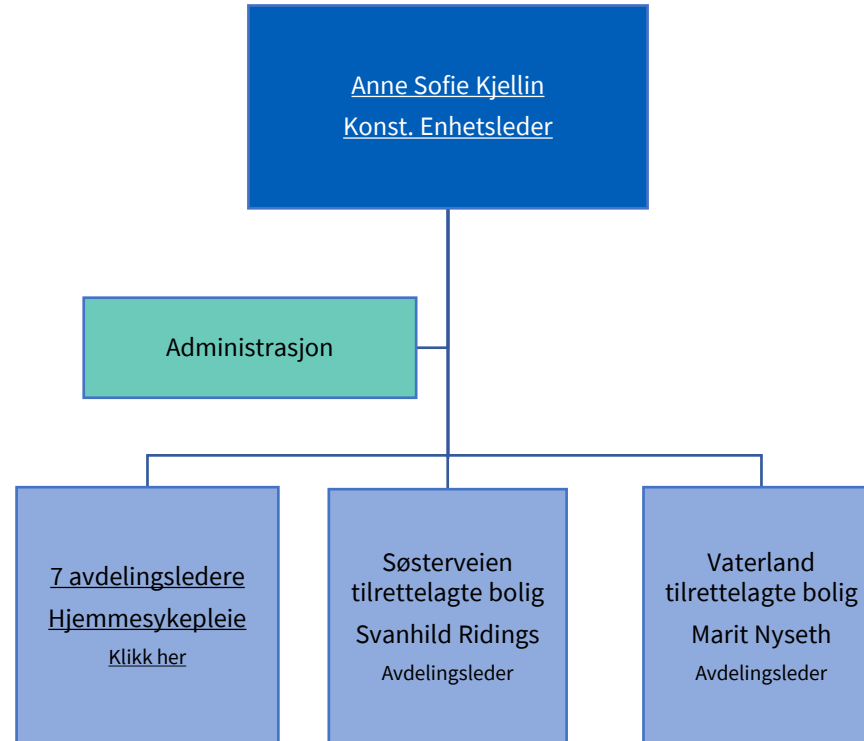 Anne Sofie Kjellin
Konst. Enhetsleder
Administrasjon
7 avdelingsledere
Hjemmesykepleie
Klikk her
Søsterveien
tilrettelagte bolig
Svanhild Ridings
Avdelingsleder
Vaterland
tilrettelagte bolig
Marit Nyseth
Avdelingsleder